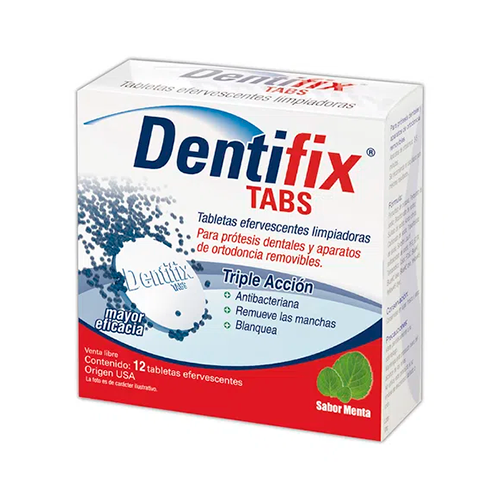 Tabletas efervescentes limpiadoras
Dentifix®
TABS
Tabletas efervescentes limpiadoras
Para prótesis dentales y aparatos
de ortodoncia removibles.
Dentifix
TABS
Triple Acción
+ Antibacteriana
+ Remueve las manchas
+ Blanquea
mayor
eficacia
Venta libre
Contenido: 12 tabletas efervescentes
Origen USA
La foto es de carácter ilustrativo.
Sabor Menta